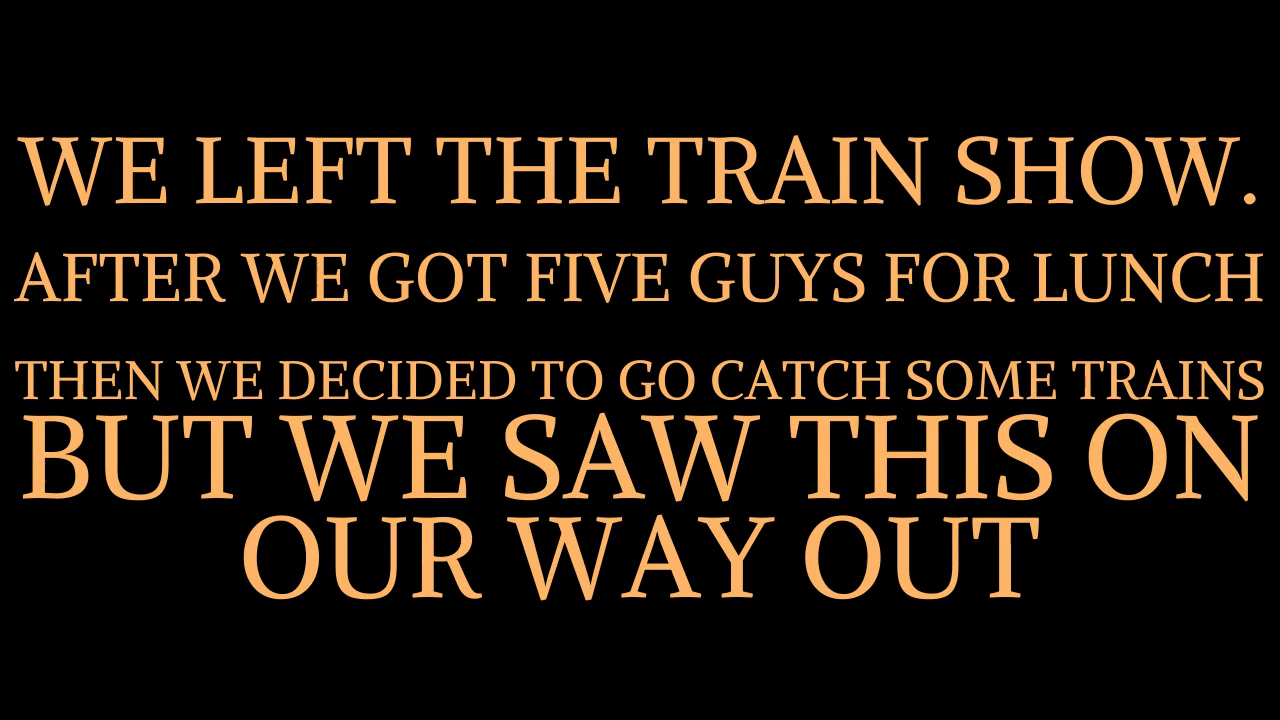 WE LEFT THE TRAIN SHOW.
AFTER WE GOT FIVE GUYS FOR LUNCH
THEN WE DECIDED TO GO CATCH SOME TRAINS
BUT WE SAW THIS ON
OUR WAY OUT